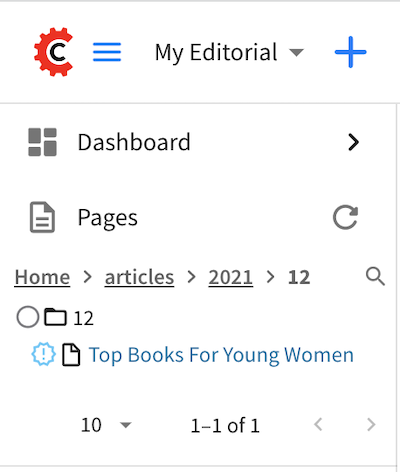 C
My Editorial
Dashboard
Pages
Home > articles > 2021 > 12
12
Top Books For Young Women
10 1–1 of 1